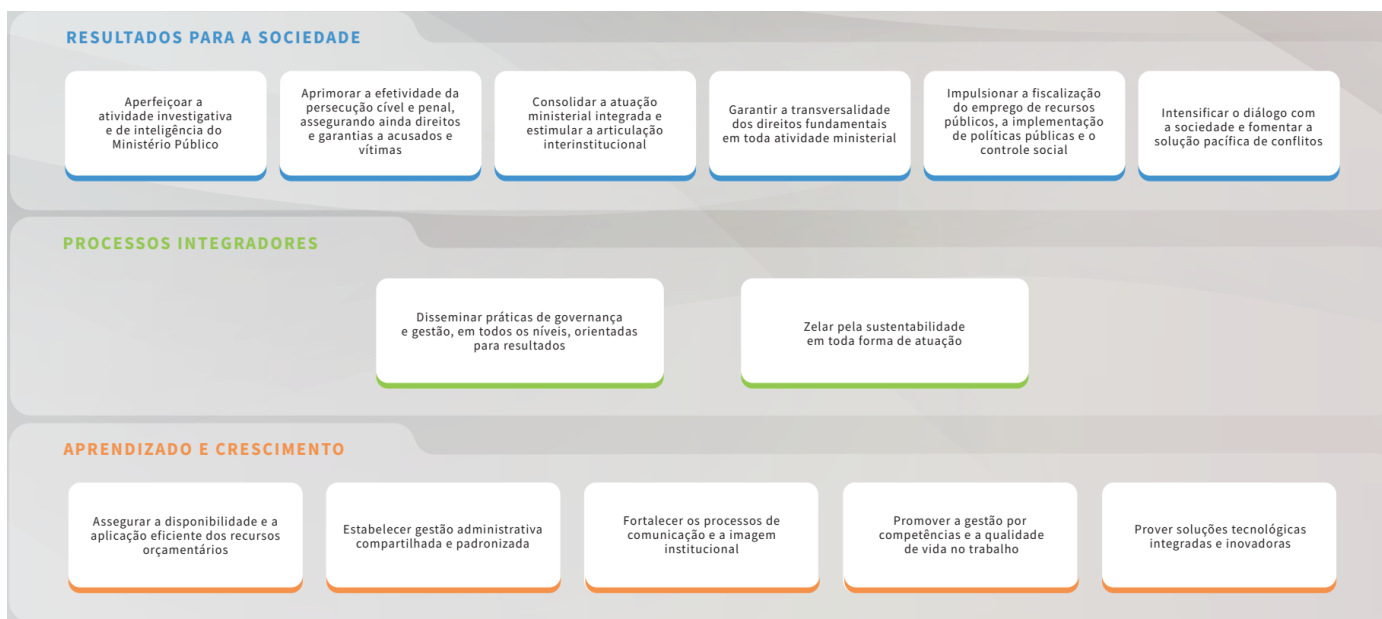 RESULTADOS PARA A SOCIEDADE
Aperfeiçoar a
atividade investigativa
e de inteligência do
Ministério Público
Aprimorar a efetividade da
persecução cível e penal,
assegurando ainda direitos
e garantias a acusados e
vítimas
Consolidar a atuação
ministerial integrada e
estimular a articulação
interinstitucional
Garantir a transversalidade
dos direitos fundamentais
em toda atividade ministerial
Impulsionar a fiscalização
do emprego de recursos
públicos, a implementação
de políticas públicas e o
controle social
Intensificar o diálogo com
a sociedade e fomentar a
solução pacífica de conflitos
PROCESSOS INTEGRADORES
Disseminar práticas de governança
e gestão, em todos os níveis, orientadas
para resultados
Zelar pela sustentabilidade
em toda forma de atuação
APRENDIZADO E CRESCIMENTO
Assegurar a disponibilidade e a
aplicação eficiente dos recursos
orçamentários
Estabelecer gestão administrativa
compartilhada e padronizada
Fortalecer os processos de
comunicação e a imagem
institucional
Promover a gestão por
competências e a qualidade
de vida no trabalho
Prover soluções tecnológicas
integradas e inovadoras